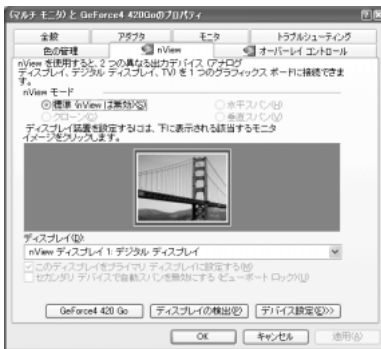 (マルチ モニタ) と GeForce4 420Goのプロパティ
全般 アダプタ モニタ トラブルシューティング
色の管理 nView オーバーレイ コントロール
nView を使用すると、2 つの異なる出力デバイス (アナログ
ディスプレイ、デジタル ディスプレイ、TV) を 1 つのグラフィックス ボードに接続できま
す。
nView モード
標準 (nView は無効)(S) 水平スパン(H)
クローン(C) 垂直スパン(V)
ディスプレイ装置を設定するには、下に表示される該当するモニタ
イメージをクリックします。
ディスプレイ(D):
nView ディスプレイ 1: デジタル ディスプレイ
このディスプレイをプライマリ ディスプレイに設定する(M)
セカンダリ デバイスで自動スパンを無効にする (ビューポート ロック)(U)
GeForce4 420 Go ディスプレイの検出(P) デバイス設定(E)>>
OK キャンセル 適用(A)